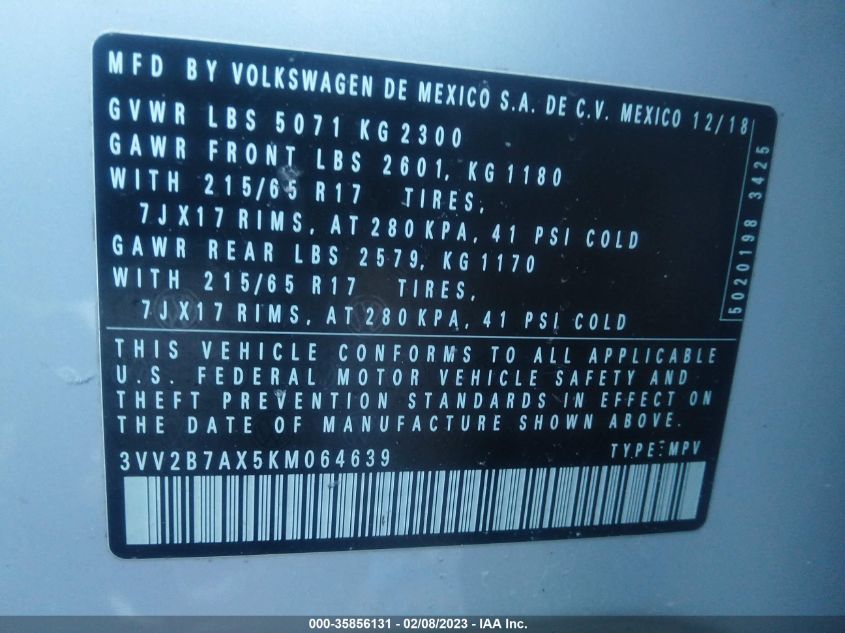 MFD BY VOLKSWAGEN DE MEXICO S.A. DE C.V. MEXICO 12/18
GVWR LBS 5071 KG 2300
GAWR FRONT LBS 2601, KG 1180
WITH 215/65 R17 TIRES,
7JX17 RIMS, AT 280 KPA, 41 PSI COLD
GAWR REAR LBS 2579, KG 1170
WITH 215/65 R17 TIRES,
7JX17 RIMS, AT 280 KPA, 41 PSI COLD
5020198 3425
THIS VEHICLE CONFORMS TO ALL APPLICABLE
U.S. FEDERAL MOTOR VEHICLE SAFETY AND
THEFT PREVENTION STANDARDS IN EFFECT ON
THE DATE OF MANUFACTURE SHOWN ABOVE.
3VV2B7AX5KM064639 TYPE: MPV
000-35856131 - 02/08/2023 - IAA Inc.